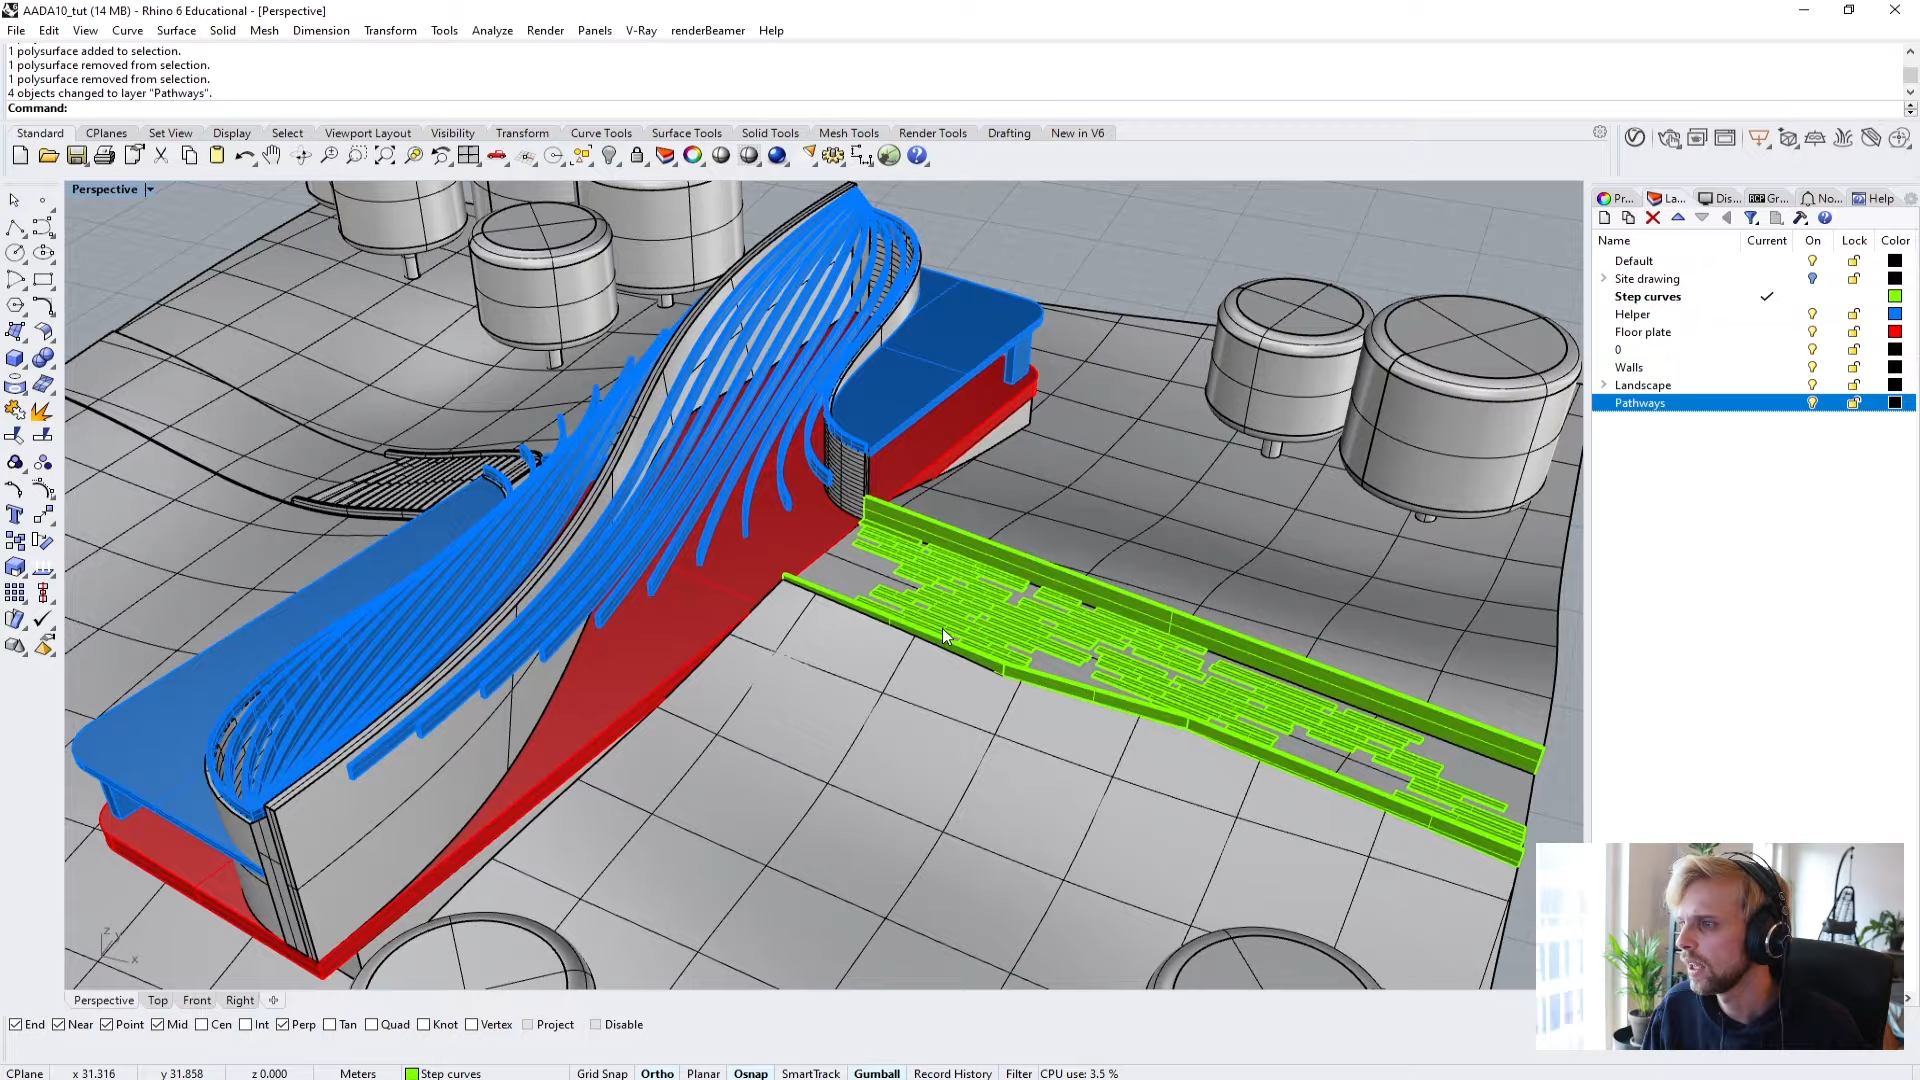 AADA10_tut (14 MB) - Rhino 6 Educational - [Perspective]
File Edit View Curve Surface Solid Mesh Dimension Transform Tools Analyze Render Panels V-Ray renderBeamer Help
1 polysurface added to selection.
1 polysurface removed from selection.
1 polysurface removed from selection.
4 objects changed to layer "Pathways".
Command:
Standard CPlanes Set View Display Select Viewport Layout Visibility Transform Curve Tools Surface Tools Solid Tools Mesh Tools Render Tools Drafting New in V6
Perspective
Pr... La... Dis... RCP Gr... No... Help
Name Current On Lock Color
Default
Site drawing
Step curves
Helper
Floor plate
0
Walls
Landscape
Pathways
z y
x
Perspective Top Front Right
End Near Point Mid Cen Int Perp Tan Quad Knot Vertex Project Disable
CPlane x 31.316 y 31.858 z 0.000 Meters Step curves Grid Snap Ortho Planar Osnap SmartTrack Gumball Record History Filter CPU use: 3.5 %